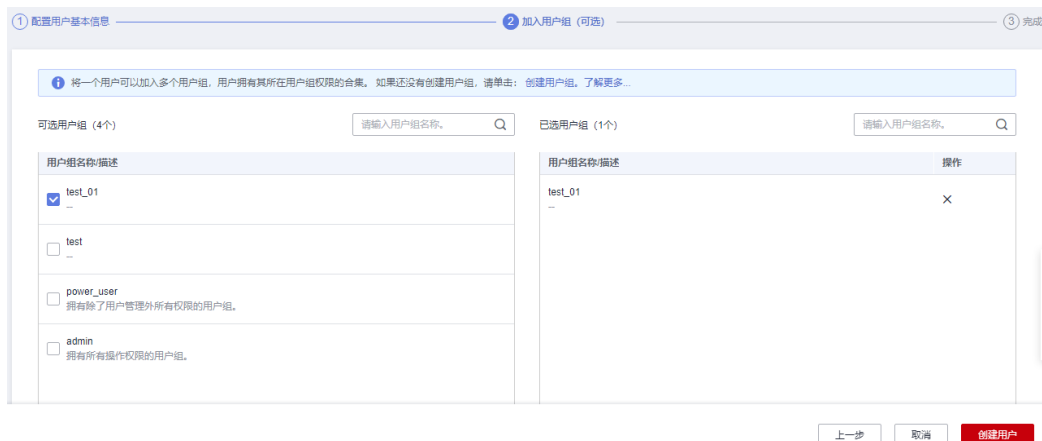 1 配置用户基本信息 2 加入用户组（可选） 3 完成
将一个用户可以加入多个用户组，用户拥有其所在用户组权限的合集。 如果还没有创建用户组，请单击： 创建用户组。了解更多...
可选用户组（4个） 请输入用户组名称。 已选用户组（1个） 请输入用户组名称。
用户组名称/描述 用户组名称/描述 操作
test_01 test_01
-- --
test
--
power_user
拥有除了用户管理外所有权限的用户组。
admin
拥有所有操作权限的用户组。
上一步 取消 创建用户